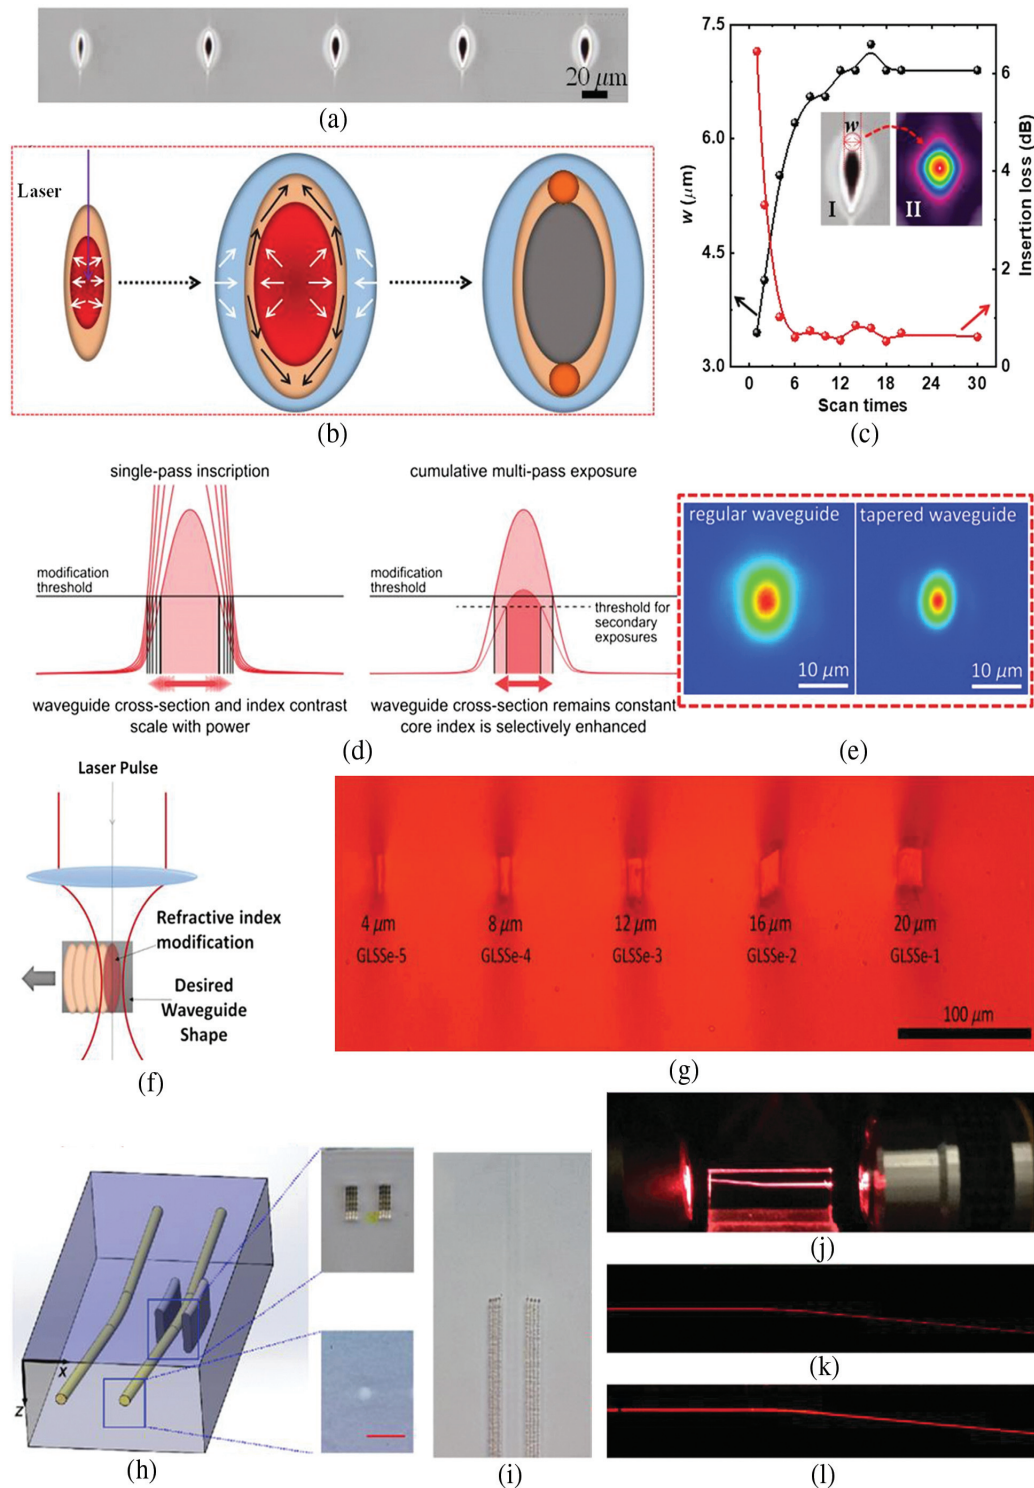 20 μm
(a)
Laser
(b)
7.5
6.0
4.5
3.0
w (μm)
0
6
12
18
24
30
Scan times
6
4
2
0
Insertion loss (dB)
w
I
II
(c)
single-pass inscription
modification
threshold
waveguide cross-section and index contrast
scale with power
cumulative multi-pass exposure
modification
threshold
threshold for
secondary
exposures
waveguide cross-section remains constant
core index is selectively enhanced
(d)
regular waveguide
tapered waveguide
10 μm
10 μm
(e)
Laser Pulse
Refractive index
modification
Desired
Waveguide
Shape
(f)
4 μm
8 μm
12 μm
16 μm
20 μm
GLSSe-5
GLSSe-4
GLSSe-3
GLSSe-2
GLSSe-1
100 μm
(g)
x
z
(h)
(i)
(j)
(k)
(l)